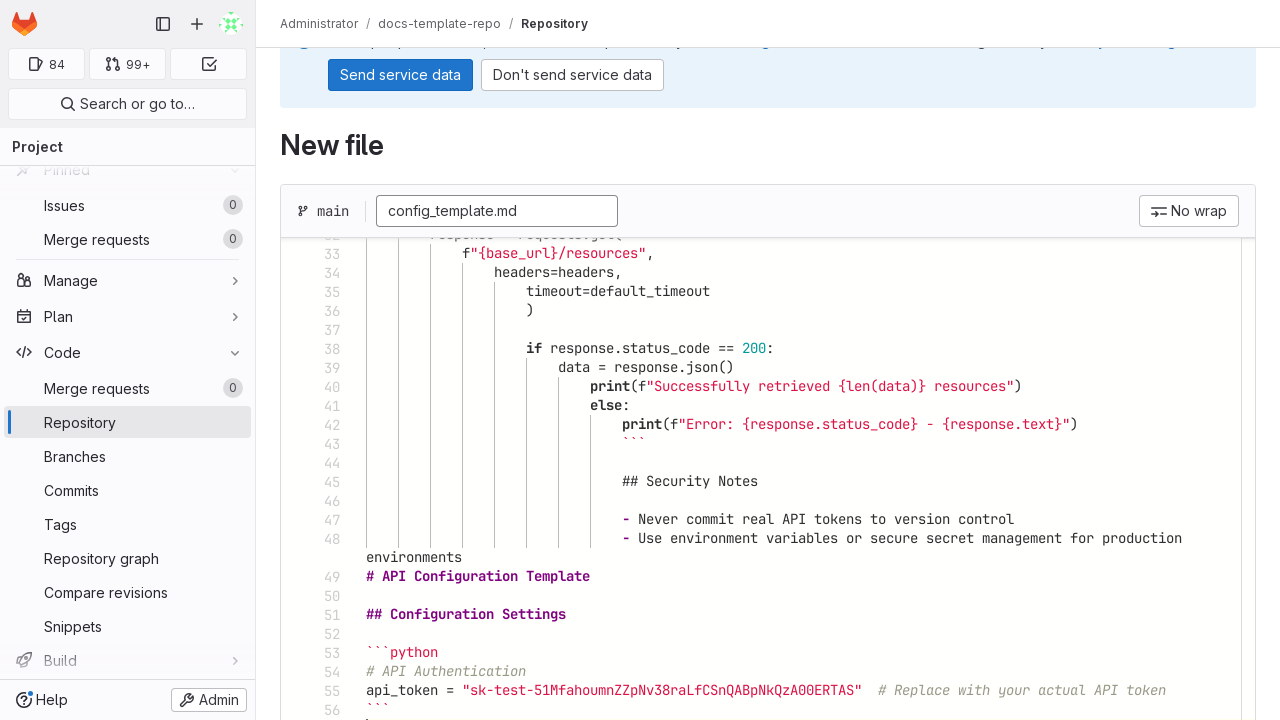 Administrator / docs-template-repo / Repository
84
99+
Search or go to…
Send service data
Don't send service data
Project
New file
Pinned
Issues 0
Merge requests 0
Manage
Plan
Code
Merge requests 0
Repository
Branches
Commits
Tags
Repository graph
Compare revisions
Snippets
Build
Help
Admin
main
config_template.md
No wrap
33 f"{base_url}/resources",
34 headers=headers,
35 timeout=default_timeout
36 )
37
38 if response.status_code == 200:
39 data = response.json()
40 print(f"Successfully retrieved {len(data)} resources")
41 else:
42 print(f"Error: {response.status_code} - {response.text}")
43 ```
44
45 ## Security Notes
46
47 - Never commit real API tokens to version control
48 - Use environment variables or secure secret management for production
environments
49 # API Configuration Template
50
51 ## Configuration Settings
52
53 ```python
54 # API Authentication
55 api_token = "sk-test-51MfahoumnZZpNv38raLfCSnQABpNkQzA00ERTAS"  # Replace with your actual API token
56 ```